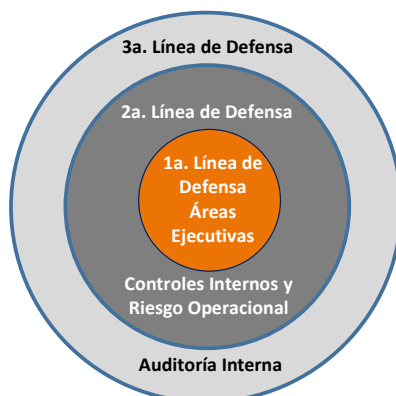 3a. Línea de Defensa
2a. Línea de Defensa
1a. Línea de
Defensa
Áreas
Ejecutivas
Controles Internos y
Riesgo Operacional
Auditoría Interna